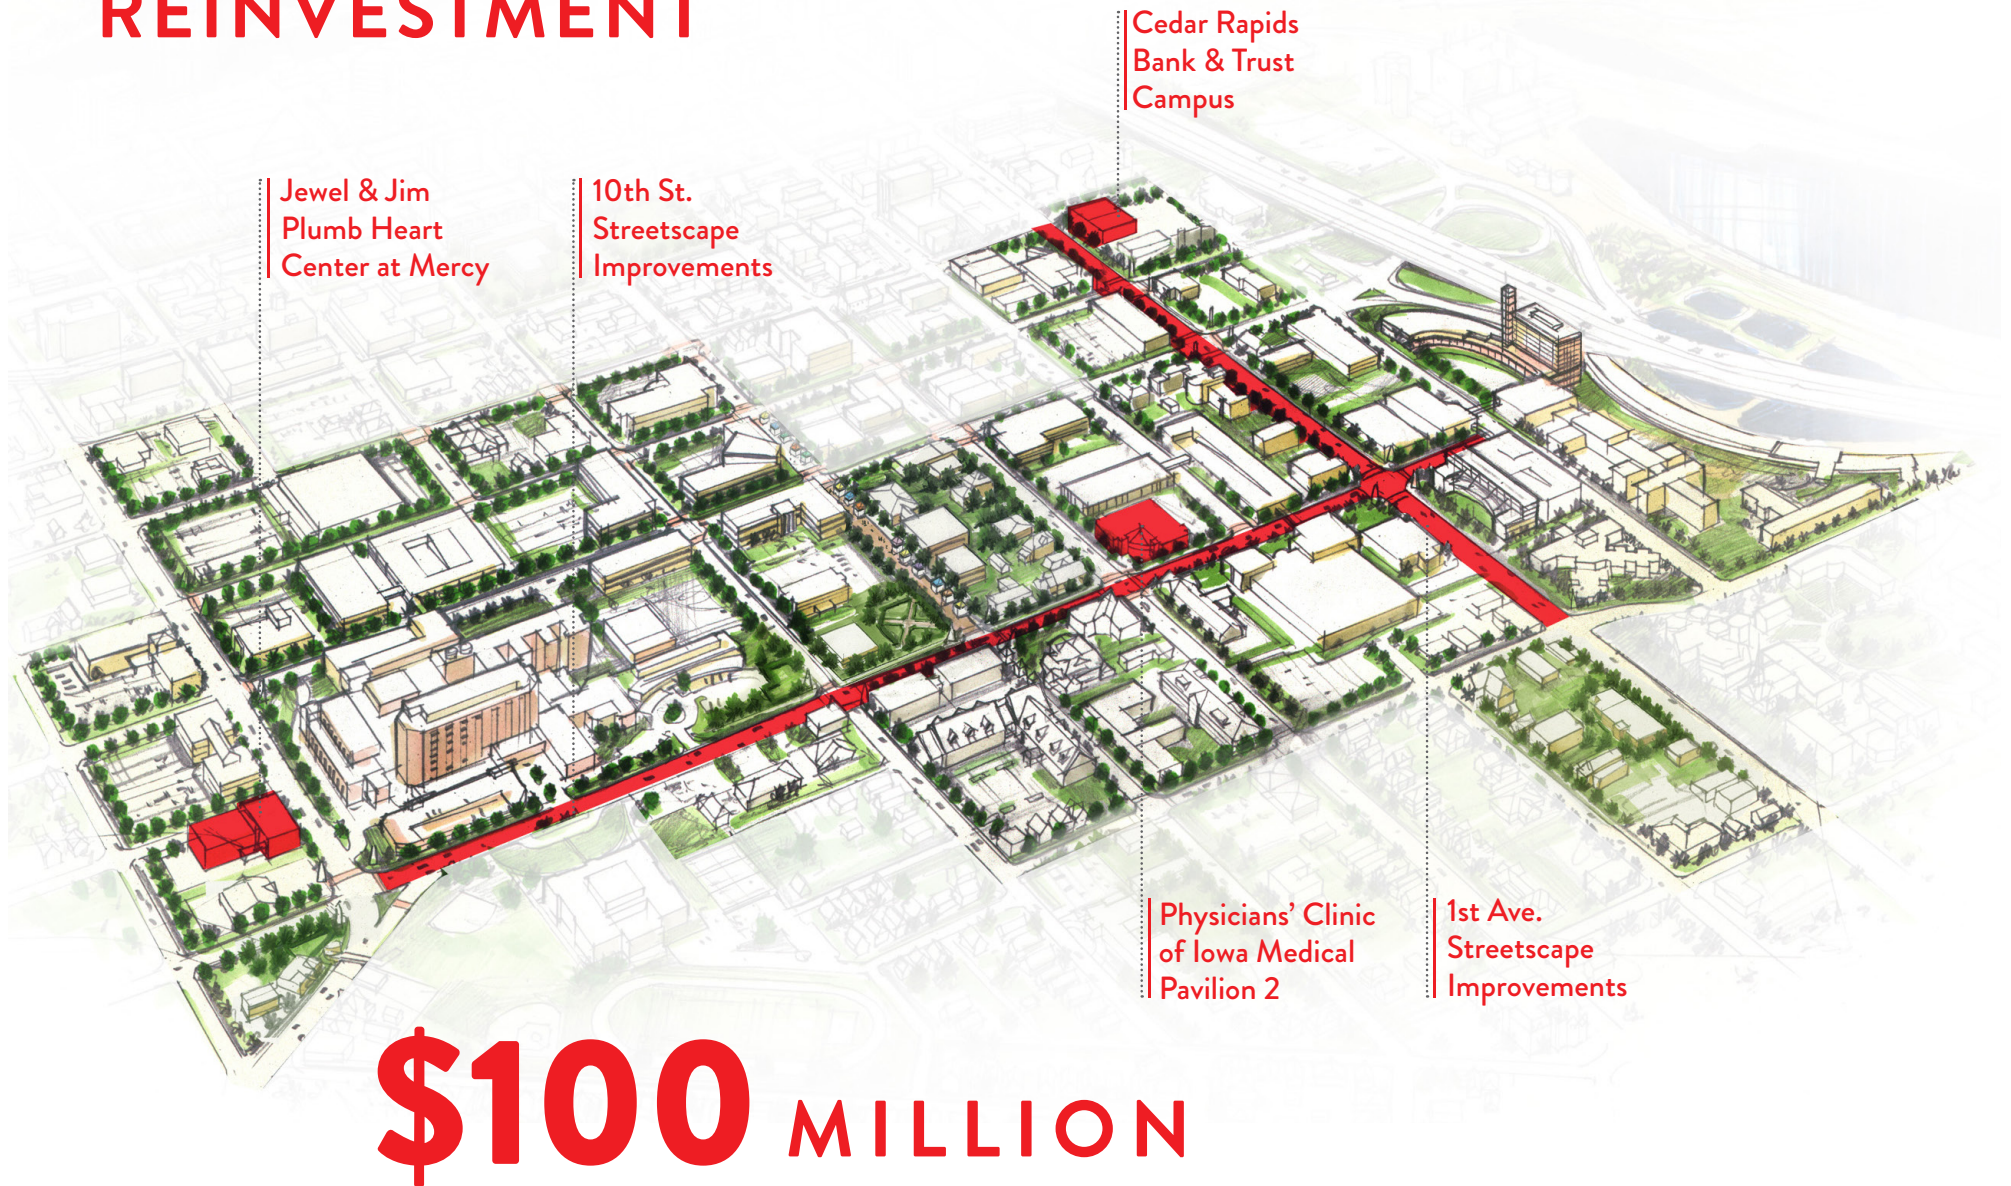 REINVESTMENT
Cedar Rapids
Bank & Trust
Campus
Jewel & Jim
Plumb Heart
Center at Mercy
10th St.
Streetscape
Improvements
Physicians’ Clinic
of Iowa Medical
Pavilion 2
1st Ave.
Streetscape
Improvements
$100 MILLION